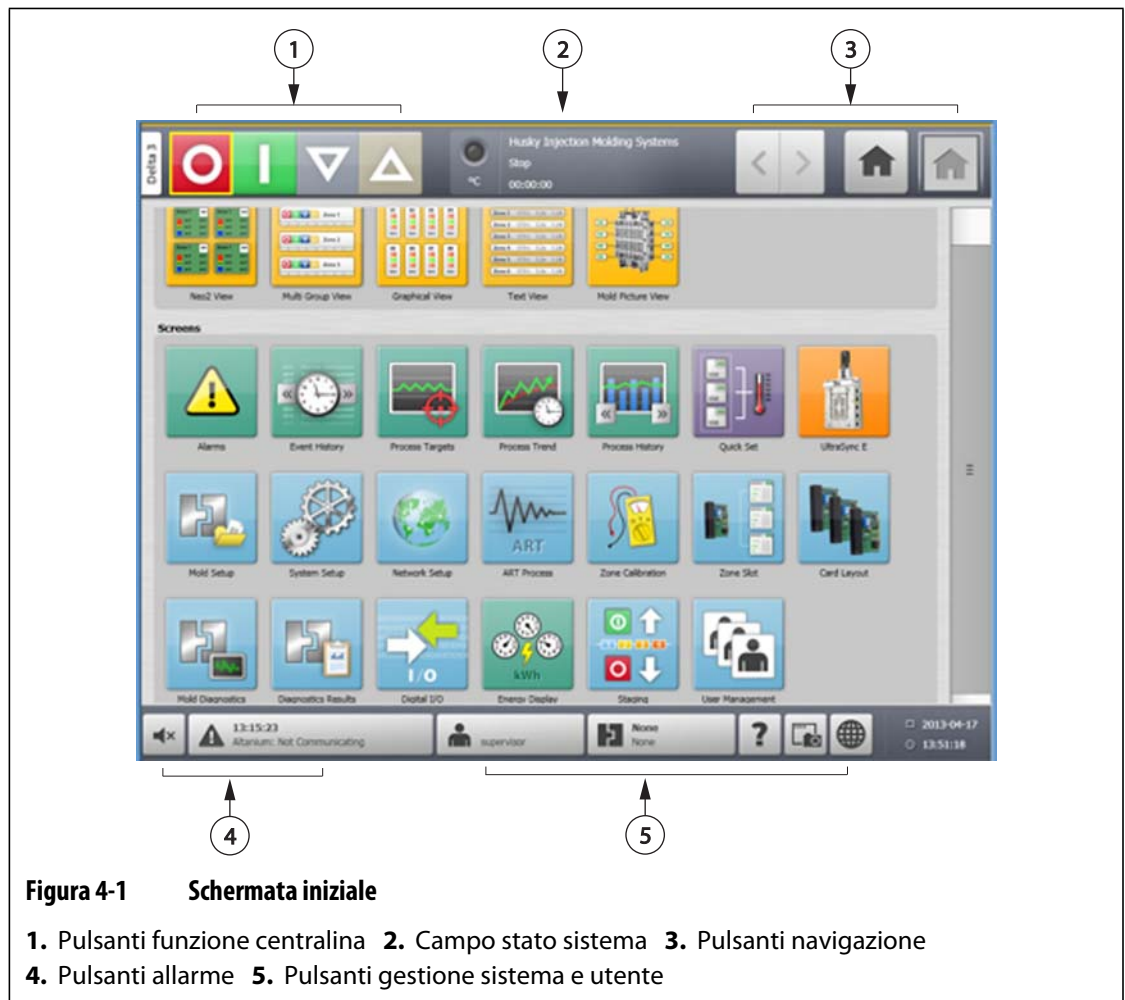 1
2
3
Delta 3
Husky Injection Molding Systems
Stop
°C
00:00:00
Neo2 View
Multi Group View
Graphical View
Text View
Mold Picture View
Screens
Alarms
Event History
Process Targets
Process Trend
Process History
Quick Set
UltraSync E
ART
Mold Setup
System Setup
Network Setup
ART Process
Zone Calibration
Zone Slot
Card Layout
I/O
kWh
Mold Diagnostics
Diagnostics Results
Digital I/O
Energy Display
Staging
User Management
13:15:23
Altanium: Not Communicating
supervisor
None
None
?
2013-04-17
13:51:18
4
5
Figura 4-1 Schermata iniziale
1. Pulsanti funzione centralina 2. Campo stato sistema 3. Pulsanti navigazione
4. Pulsanti allarme 5. Pulsanti gestione sistema e utente